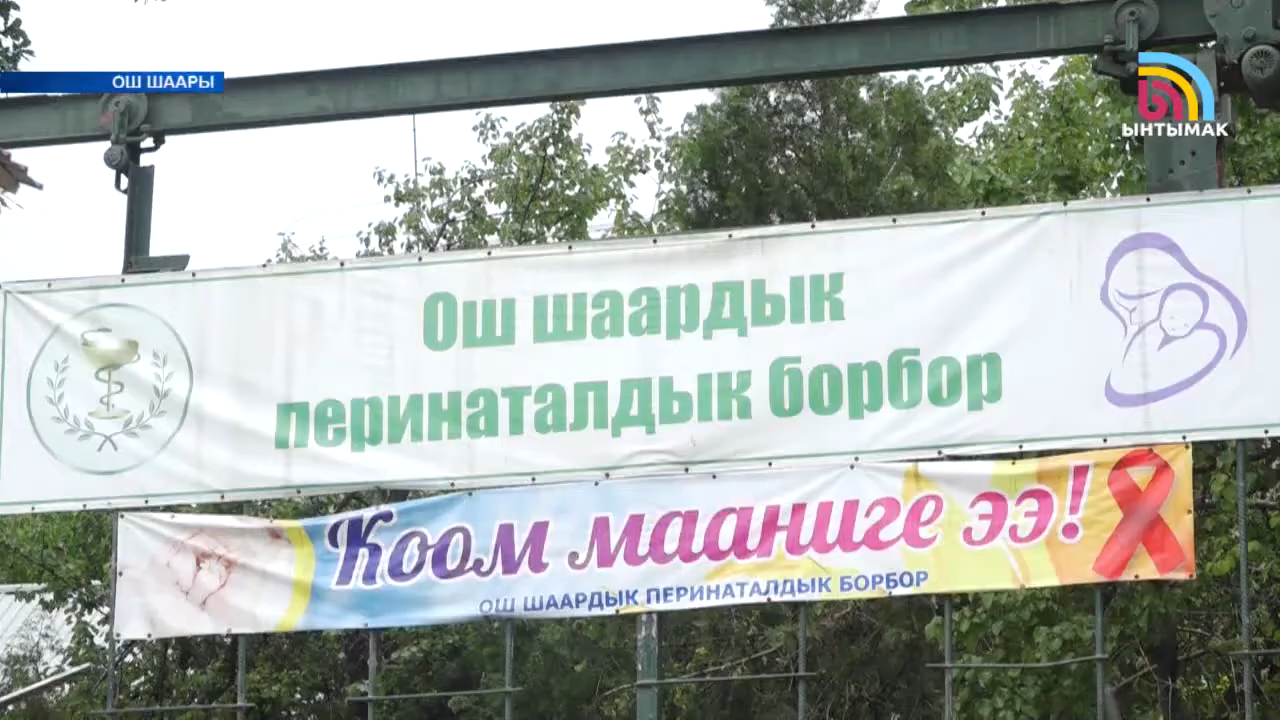 ОШ ШААРЫ
ЫНТЫМАК
Ош шаардык
перинаталдык борбор
Коом мааниге ээ!
ОШ ШААРДЫК ПЕРИНАТАЛДЫК БОРБОР